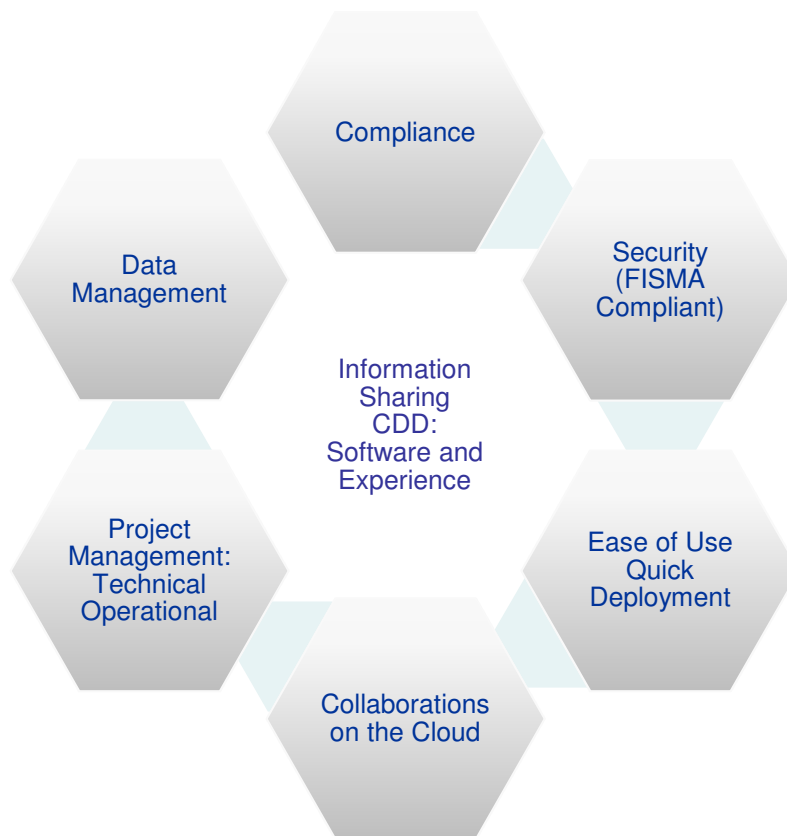 Compliance
Security
(FISMA
Compliant)
Ease of Use
Quick
Deployment
Collaborations
on the Cloud
Project
Management:
Technical
Operational
Data
Management
Information
Sharing
CDD:
Software and
Experience